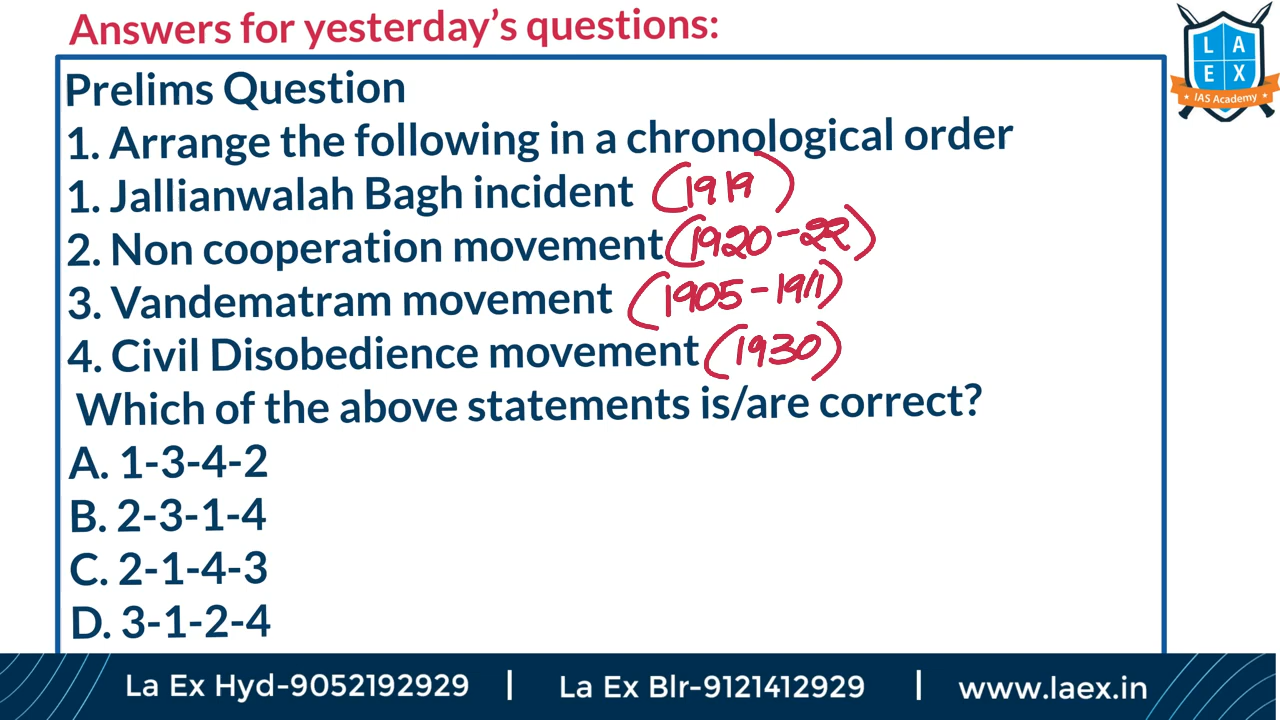 Answers for yesterday's questions:
L A
E X
IAS Academy
Prelims Question
1. Arrange the following in a chronological order
1. Jallianwalah Bagh incident (1919)
2. Non cooperation movement (1920-22)
3. Vandematram movement (1905-1911)
4. Civil Disobedience movement (1930)
Which of the above statements is/are correct?
A. 1-3-4-2
B. 2-3-1-4
C. 2-1-4-3
D. 3-1-2-4
La Ex Hyd-9052192929 | La Ex Blr-9121412929 | www.laex.in